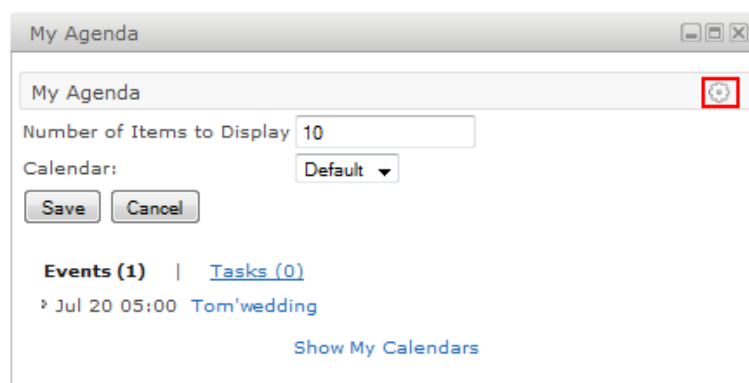 My Agenda
My Agenda
Number of Items to Display 10
Calendar: Default
Save Cancel
Events (1) | Tasks (0)
Jul 20 05:00 Tom'wedding
Show My Calendars